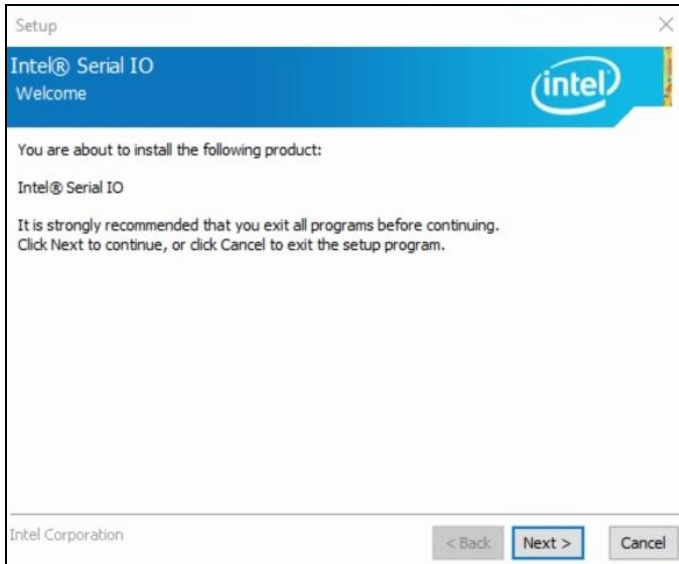 Setup
Intel® Serial IO
Welcome
intel
You are about to install the following product:
Intel® Serial IO
It is strongly recommended that you exit all programs before continuing.
Click Next to continue, or click Cancel to exit the setup program.
Intel Corporation
< Back Next > Cancel